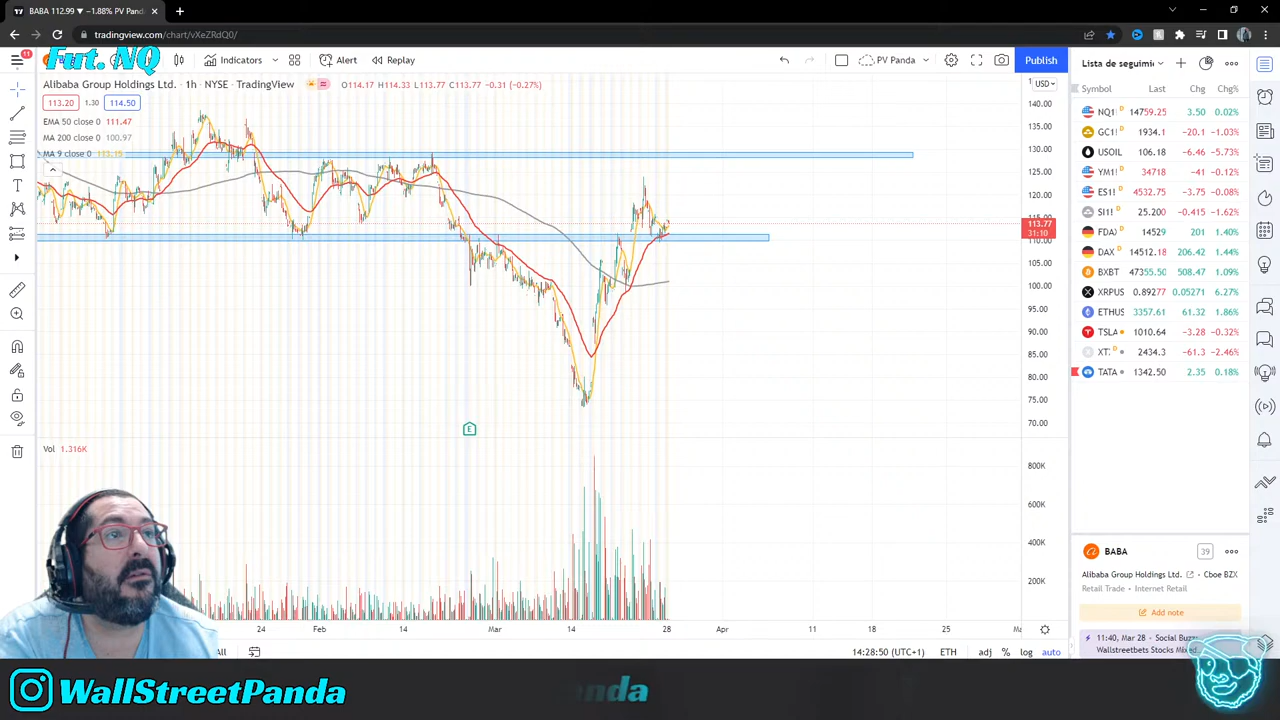 BABA 112.99 ▼ −1.88% PV Panda
tradingview.com/chart/vXeZRdQ0/
Fut. NQ
11
Indicators
Alert
Replay
PV Panda
Publish
Lista de seguimie
Alibaba Group Holdings Ltd. · 1h · NYSE · TradingView
O114.17 H114.33 L113.77 C113.77 −0.31 (−0.27%)
USD
113.20 1.30 114.50
EMA 50 close 0 111.47
MA 200 close 0 100.97
MA 9 close 0 113.15
140.00
135.00
130.00
125.00
120.00
115.00
113.77
31:10
110.00
105.00
100.00
95.00
90.00
85.00
80.00
75.00
70.00
E
Vol 1.316K
800K
600K
400K
200K
24 Feb 14 Mar 14 28 Apr 11 18 25
All
14:28:50 (UTC+1) ETH adj % log auto
Symbol Last Chg Chg%
NQ1! D 14759.25 3.50 0.02%
GC1! D 1934.1 −20.1 −1.03%
USOIL 106.18 −6.46 −5.73%
YM1! D 34718 −41 −0.12%
ES1! D 4532.75 −3.75 −0.08%
SI1! D 25.200 −0.415 −1.62%
FDA D 14529 201 1.40%
DAX D 14512.18 206.42 1.44%
BXBT 47355.50 508.47 1.09%
XRPUS 0.89277 0.05271 6.27%
ETHUS 3357.61 61.32 1.86%
TSLA 1010.64 −3.28 −0.32%
XT 2434.3 −61.3 −2.46%
TATA 1342.50 2.35 0.18%
BABA 39
Alibaba Group Holdings Ltd. · Cboe BZX
Retail Trade · Internet Retail
Add note
11:40, Mar 28 • Social Buzz
Wallstreetbets Stocks Mixed
WallStreetPanda
anda